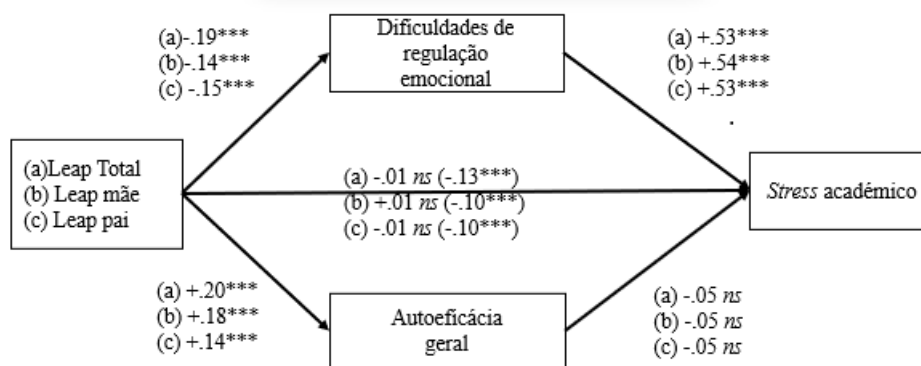 (a)-.19***
(b)-.14***
(c) -.15***
Dificuldades de
regulação
emocional
(a) +.53***
(b) +.54***
(c) +.53***
.
(a)Leap Total
(b) Leap mãe
(c) Leap pai
(a) -.01 ns (-.13***)
(b) +.01 ns (-.10***)
(c) -.01 ns (-.10***)
Stress académico
(a) +.20***
(b) +.18***
(c) +.14***
Autoeficácia
geral
(a) -.05 ns
(b) -.05 ns
(c) -.05 ns